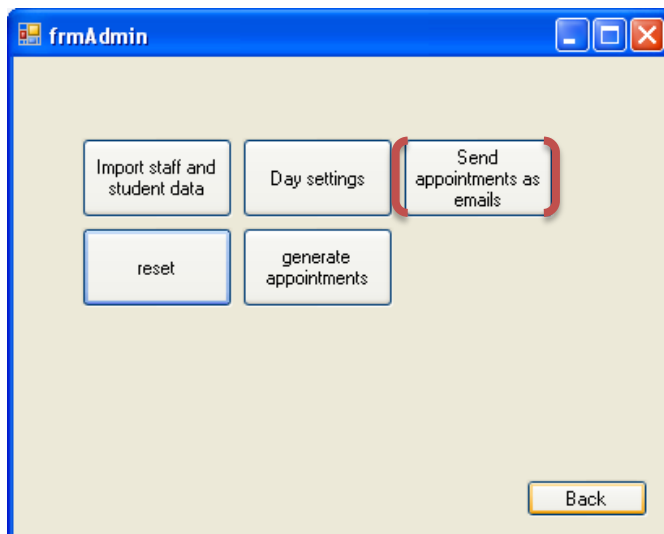 frmAdmin
Import staff and
student data
Day settings
Send
appointments as
emails
reset
generate
appointments
Back